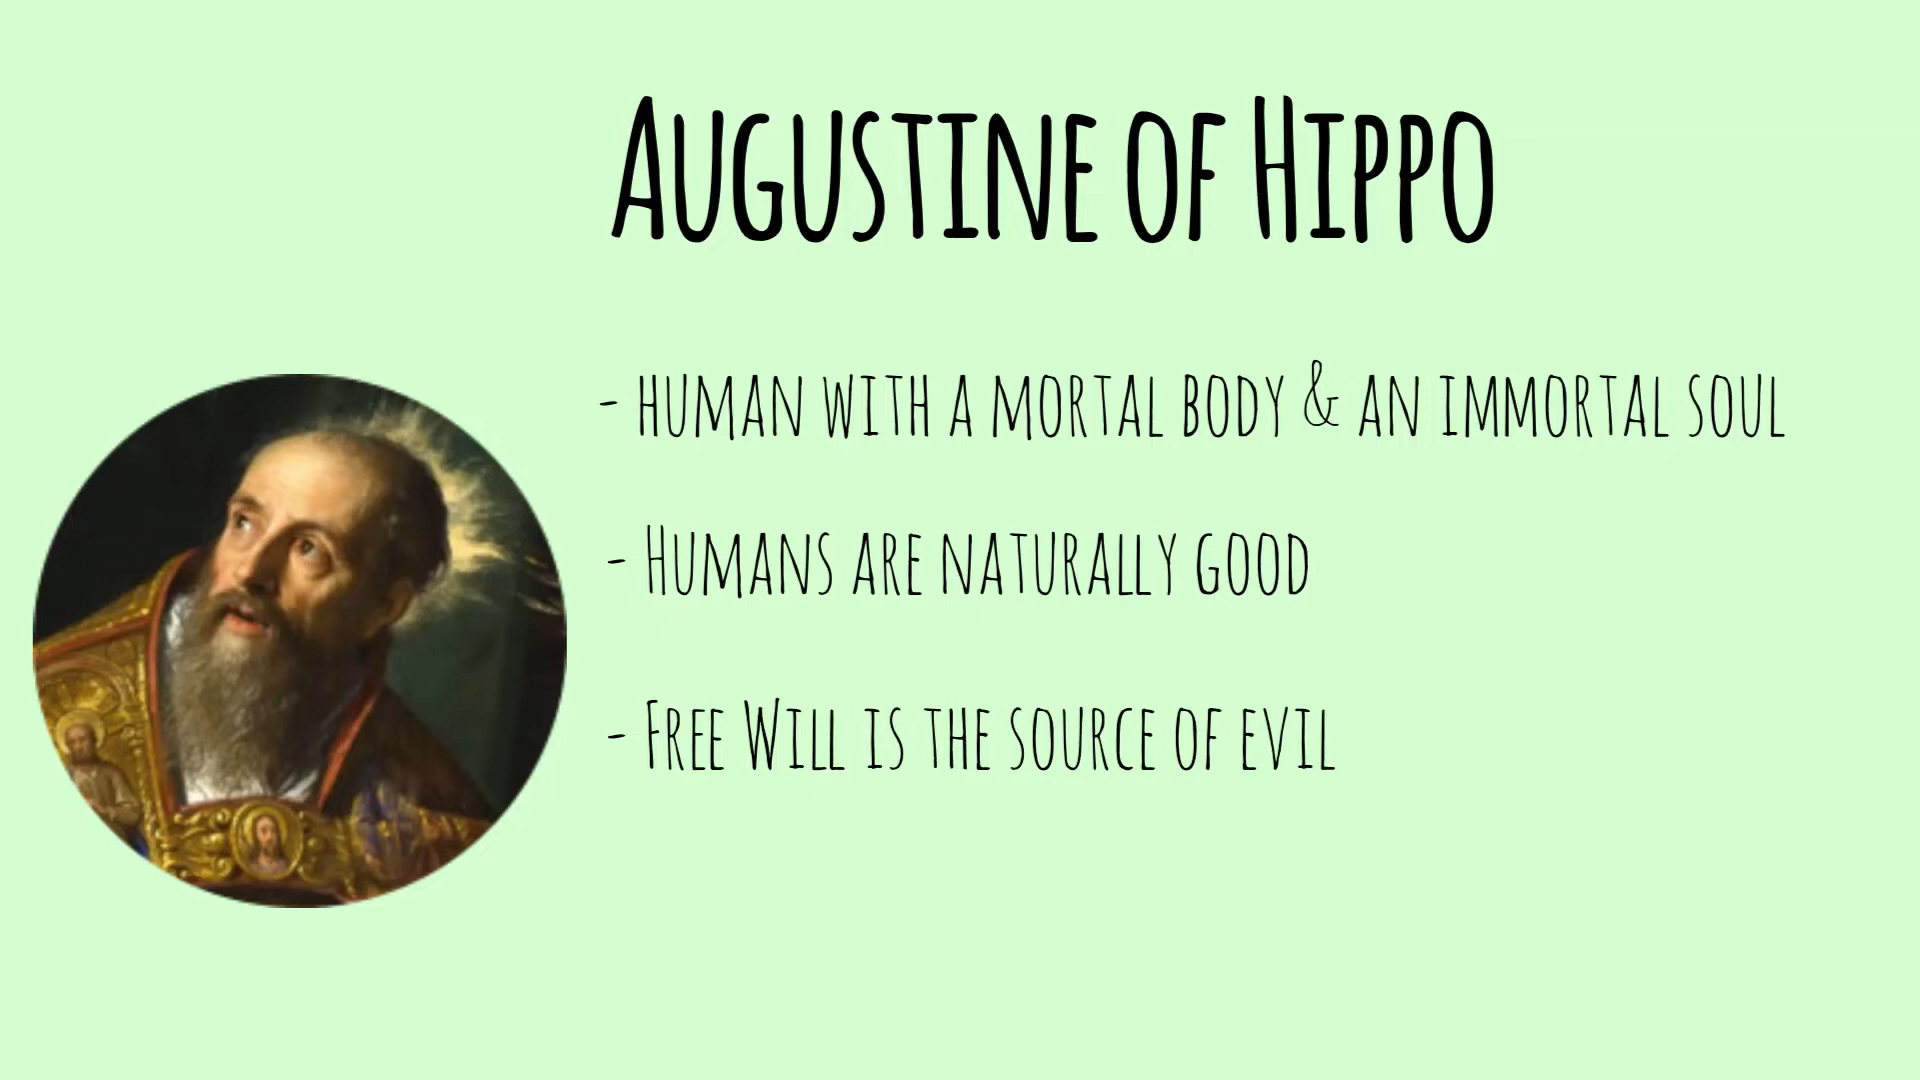 Augustine of Hippo
- human with a mortal body & an immortal soul
- Humans are naturally good
- Free Will is the source of evil